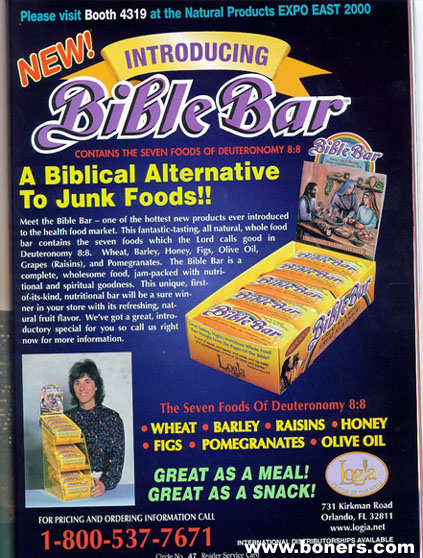 Please visit Booth 4319 at the Natural Products EXPO EAST 2000
NEW!
INTRODUCING
Bible Bar™
CONTAINS THE SEVEN FOODS OF DEUTERONOMY 8:8
A Biblical Alternative
To Junk Foods!!
Meet the Bible Bar – one of the hottest new products ever introduced
to the health food market. This fantastic-tasting, all natural, whole food
bar contains the seven foods which the Lord calls good in
Deuteronomy 8:8. Wheat, Barley, Honey, Figs, Olive Oil,
Grapes (Raisins), and Pomegranates. The Bible Bar is a
complete, wholesome food, jam-packed with nutri-
tional and spiritual goodness. This unique, first-
of-its-kind, nutritional bar will be a sure win-
ner in your store with its refreshing, nat-
ural fruit flavor. We've got a great, intro-
ductory special for you so call us right
now for more information.
Bible Bar
Bible Bar
Logia
The Seven Foods Of Deuteronomy 8:8
• WHEAT • BARLEY • RAISINS • HONEY
• FIGS • POMEGRANATES • OLIVE OIL
GREAT AS A MEAL!
GREAT AS A SNACK!
Logia
731 Kirkman Road
Orlando, FL 32811
www.logia.net
FOR PRICING AND ORDERING INFORMATION CALL
1-800-537-7671
INTERNATIONAL DISTRIBUTORSHIPS AVAILABLE
Circle No. 47 Reader Service Card
www.boners.com